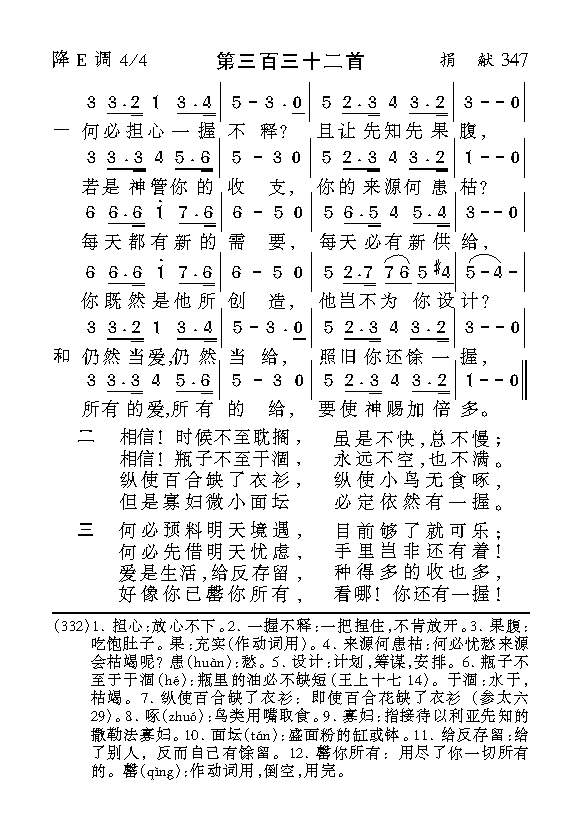 降E调 4/4 第三百三十二首 捐 献 347
3 3·2 1 3·4 | 5 - 3·0 | 5 2·3 4 3·2 | 3 - - 0
一 何必担心一握不释? 且让先知先果腹,
3 3·3 4 5·6 | 5 - 3 0 | 5 2·3 4 3·2 | 1 - - 0
若是神管你的收支, 你的来源何患枯?
6 6·6 i 7·6 | 6 - 5 0 | 5 6·5 4 5·4 | 3 - - 0
每天都有新的需要, 每天必有新供给,
6 6·6 i 7·6 | 6 - 5 0 | 5 2·7 76 5#4 | 5 - 4 -
你既然是他所创造, 他岂不为你设计?
3 3·2 1 3·4 | 5 - 3·0 | 5 2·3 4 3·2 | 3 - - 0
和 仍然当爱,仍然当给, 照旧你还馀一握,
3 3·3 4 5·6 | 5 - 3 0 | 5 2·3 4 3·2 | 1 - - 0
所有的爱,所有的给, 要使神赐加倍多。
二 相信!时候不至耽搁, 虽是不快,总不慢;
相信!瓶子不至于涸, 永远不空,也不满。
纵使百合缺了衣衫, 纵使小鸟无食啄,
但是寡妇微小面坛 必定依然有一握。
三 何必预料明天境遇, 目前够了就可乐;
何必先借明天忧虑, 手里岂非还有着!
爱是生活,给反存留, 种得多的收也多,
好像你已罄你所有, 看哪!你还有一握!
(332)1. 担心:放心不下。2. 一握不释:一把捏住,不肯放开。3. 果腹:
吃饱肚子。果:充实(作动词用)。4. 来源何患枯:何必忧愁来源
会枯竭呢?患(huàn):愁。5. 设计:计划,筹谋,安排。6. 瓶子不
至于于涸(hé):瓶里的油必不缺短(王上十七14)。于涸:水于,
枯竭。7. 纵使百合缺了衣衫:即使百合花缺了衣衫(参太六
29)。8. 啄(zhuó):鸟类用嘴取食。9. 寡妇:指接待以利亚先知的
撒勒法寡妇。10. 面坛(tán):盛面粉的缸或钵。11. 给反存留:给
了别人,反而自己有馀留。12. 罄你所有:用尽了你一切所有
的。罄(qìng):作动词用,倒空,用完。